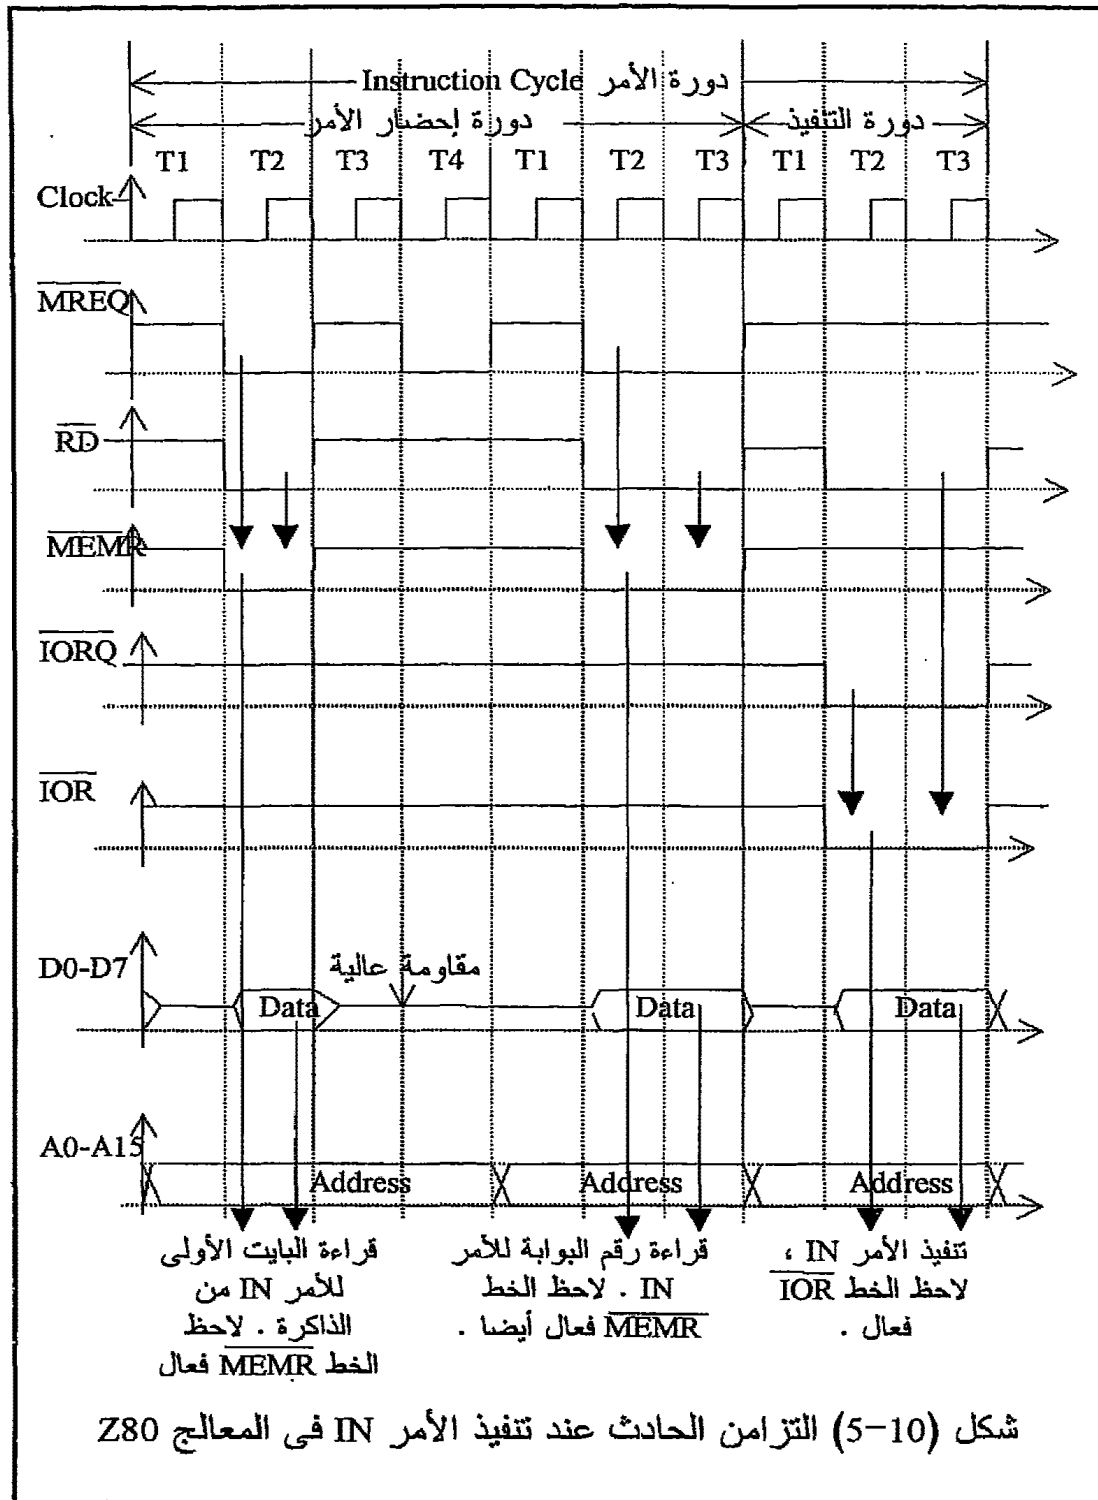 دورة الأمر Instruction Cycle
دورة إحضار الأمر دورة التنفيذ
T1 T2 T3 T4 T1 T2 T3 T1 T2 T3
Clock
MREQ
RD
MEMR
IORQ
IOR
مقاومة عالية
D0-D7
Data Data Data
A0-A15
Address Address Address
قراءة البايت الأولى
للأمر IN من
الذاكرة . لاحظ
الخط MEMR فعال
قراءة رقم البوابة للأمر
IN . لاحظ الخط
MEMR فعال أيضا .
تنفيذ الأمر IN ،
لاحظ الخط IOR
فعال .
شكل (10-5) التزامن الحادث عند تنفيذ الأمر IN فى المعالج Z80